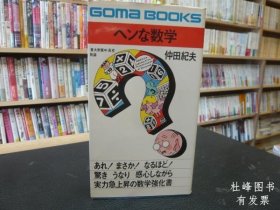 GOMA BOOKS
ヘンな数学
仲田紀夫
あれ！まさか！なるほど！
驚き うなり 感心しながら
実力急上昇の数学強化書
杜峰图书
有发票